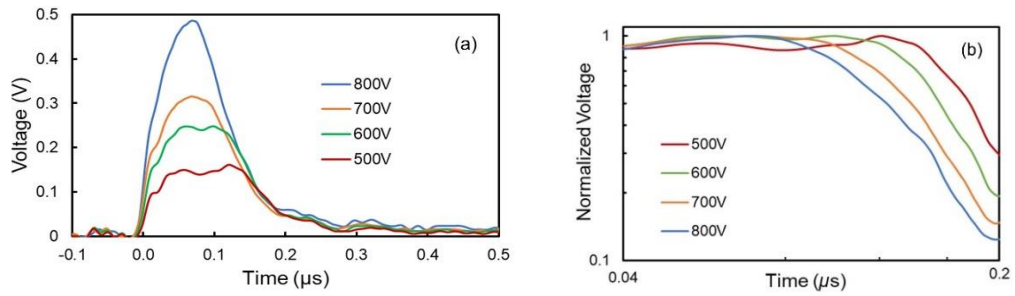 0.5
0.4
0.3
0.2
0.1
0
Voltage (V)
(a)
800V
700V
600V
500V
-0.1 0.0 0.1 0.2 0.3 0.4 0.5
Time (µs)
1
0.1
Normalized Voltage
(b)
500V
600V
700V
800V
0.04 0.2
Time (µs)